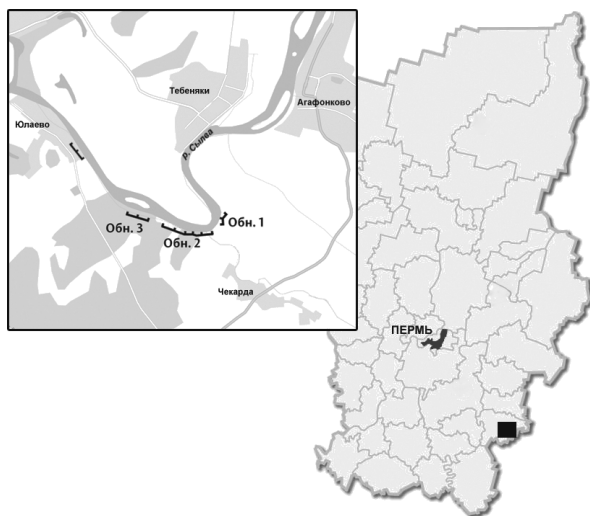 Тебеняки
Агафонково
Юлаево
р. Сылва
Обн. 1
Обн. 3
Обн. 2
Чекарда
ПЕРМЬ